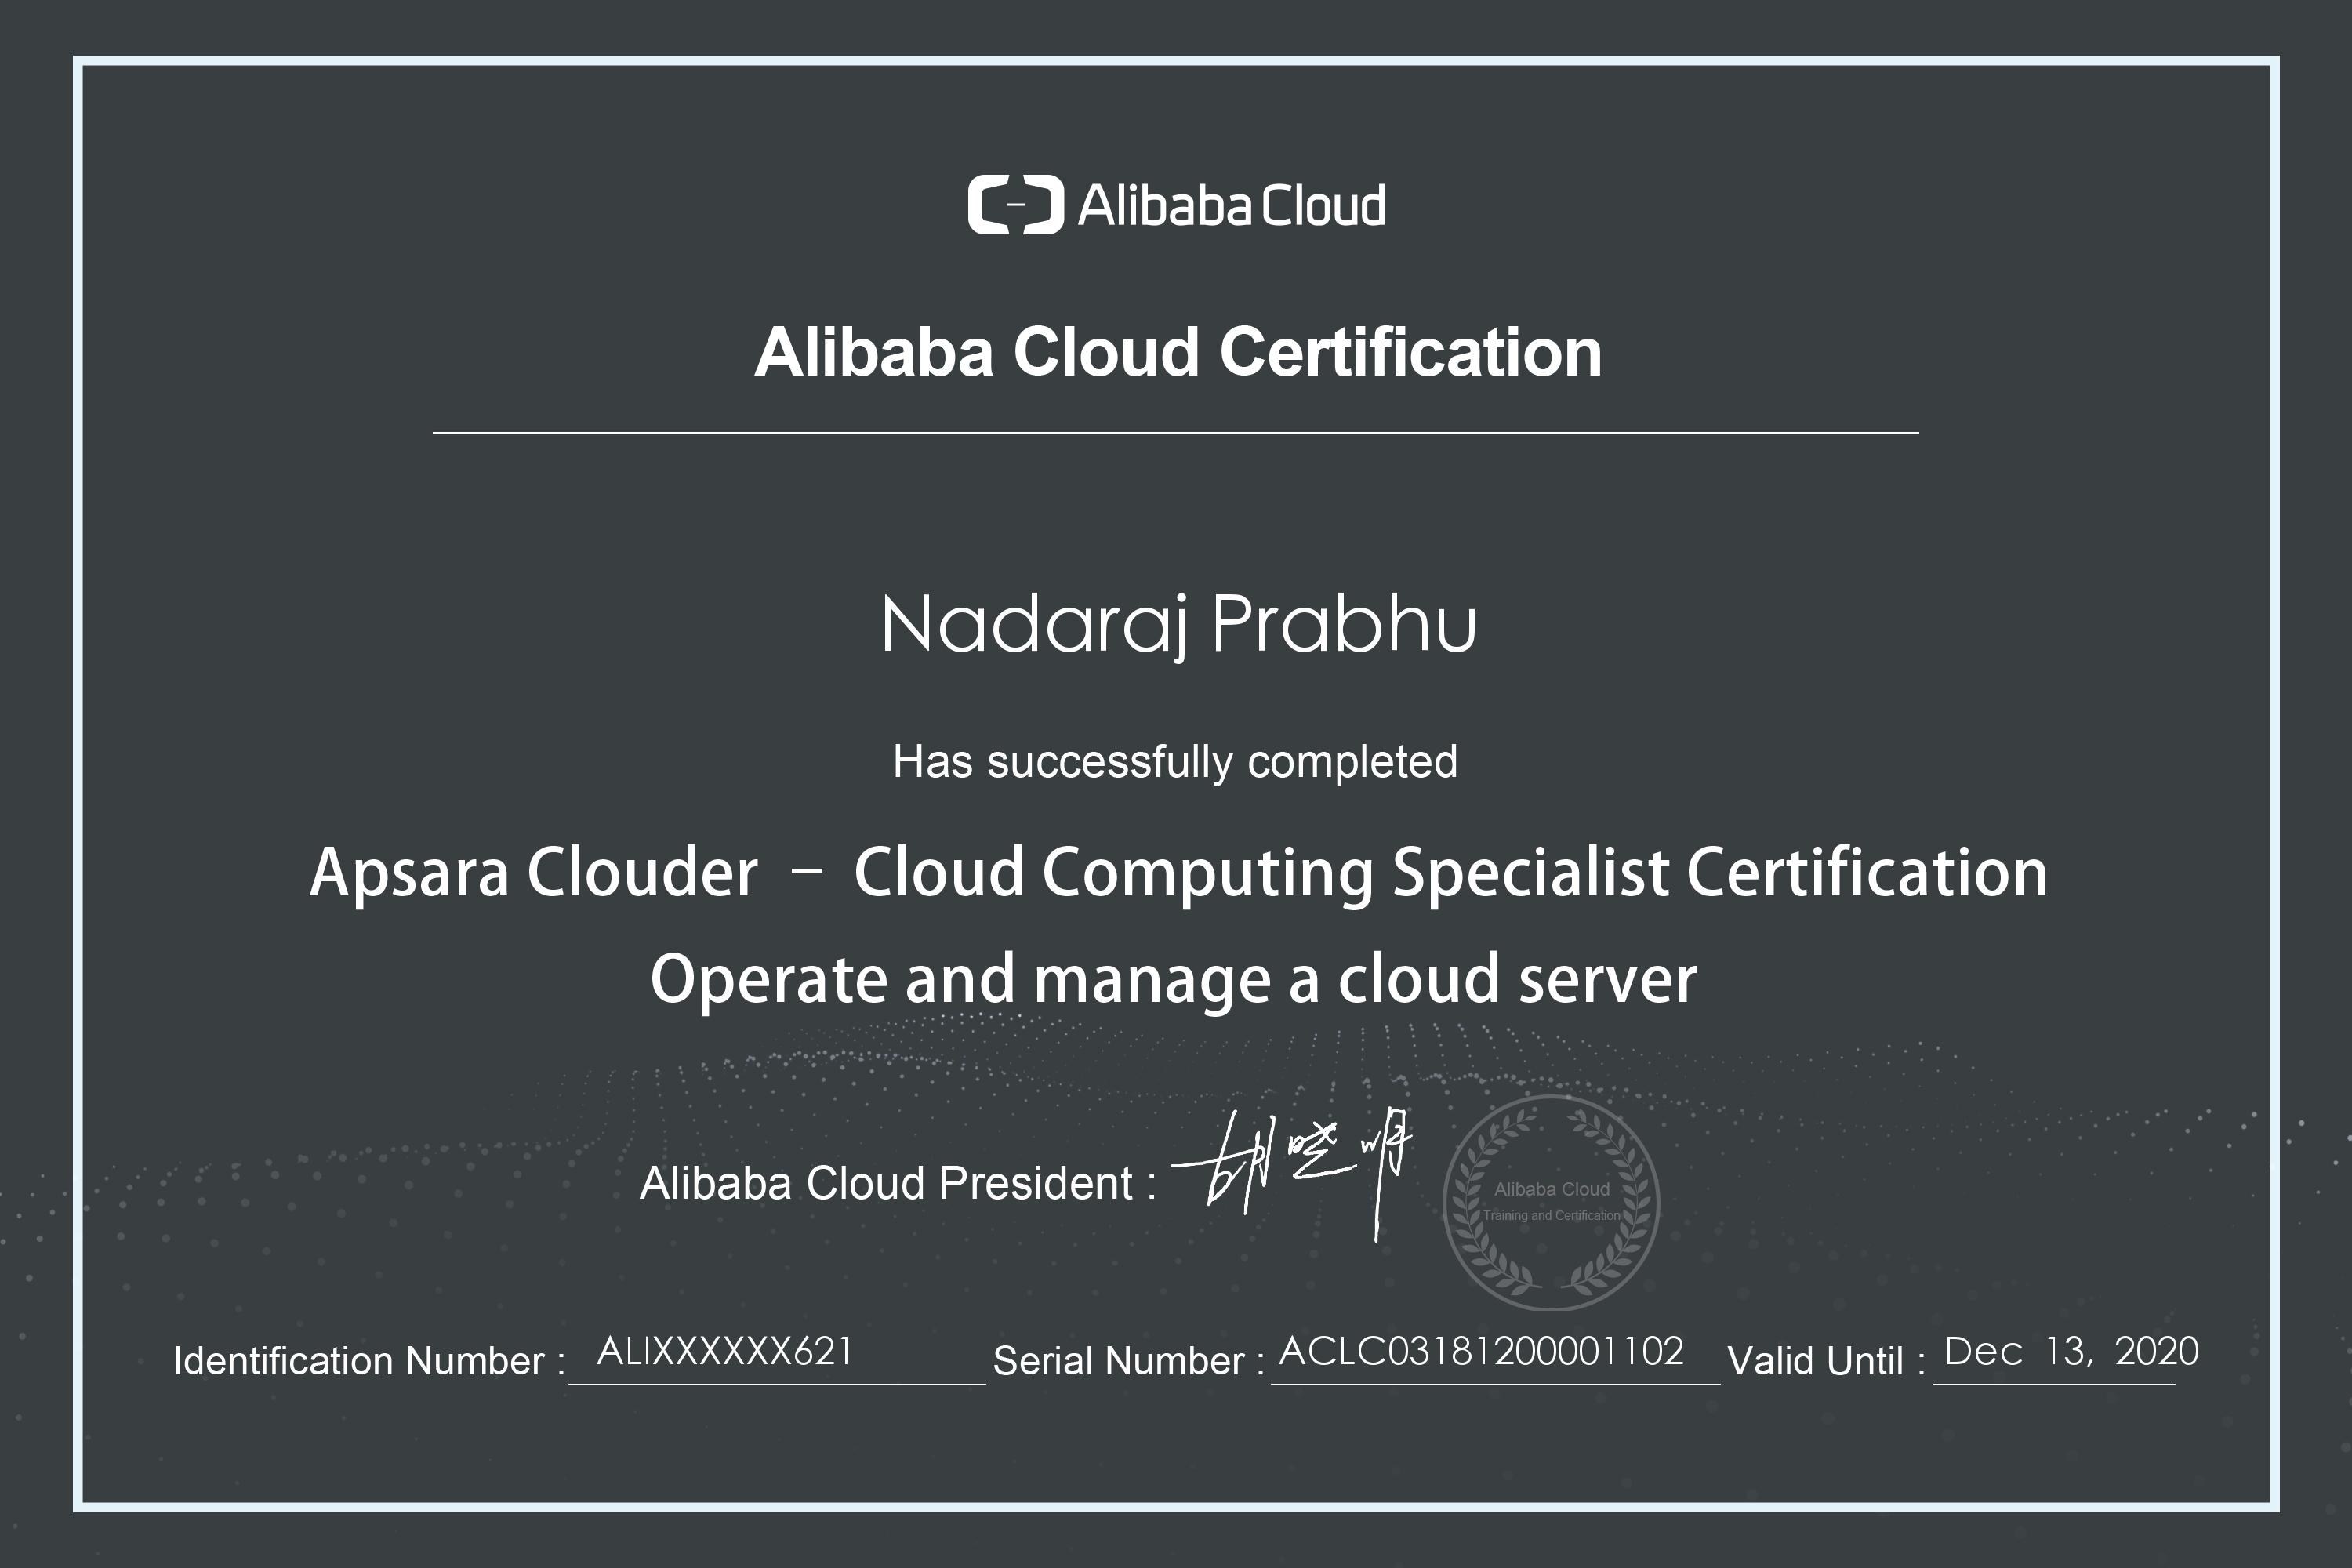 Alibaba Cloud
Alibaba Cloud Certification
Nadaraj Prabhu
Has successfully completed
Apsara Clouder － Cloud Computing Specialist Certification
Operate and manage a cloud server
Alibaba Cloud President : 胡晓明
Alibaba Cloud
Training and Certification
Identification Number : ALIXXXXXX621 Serial Number : ACLC03181200001102 Valid Until : Dec 13, 2020